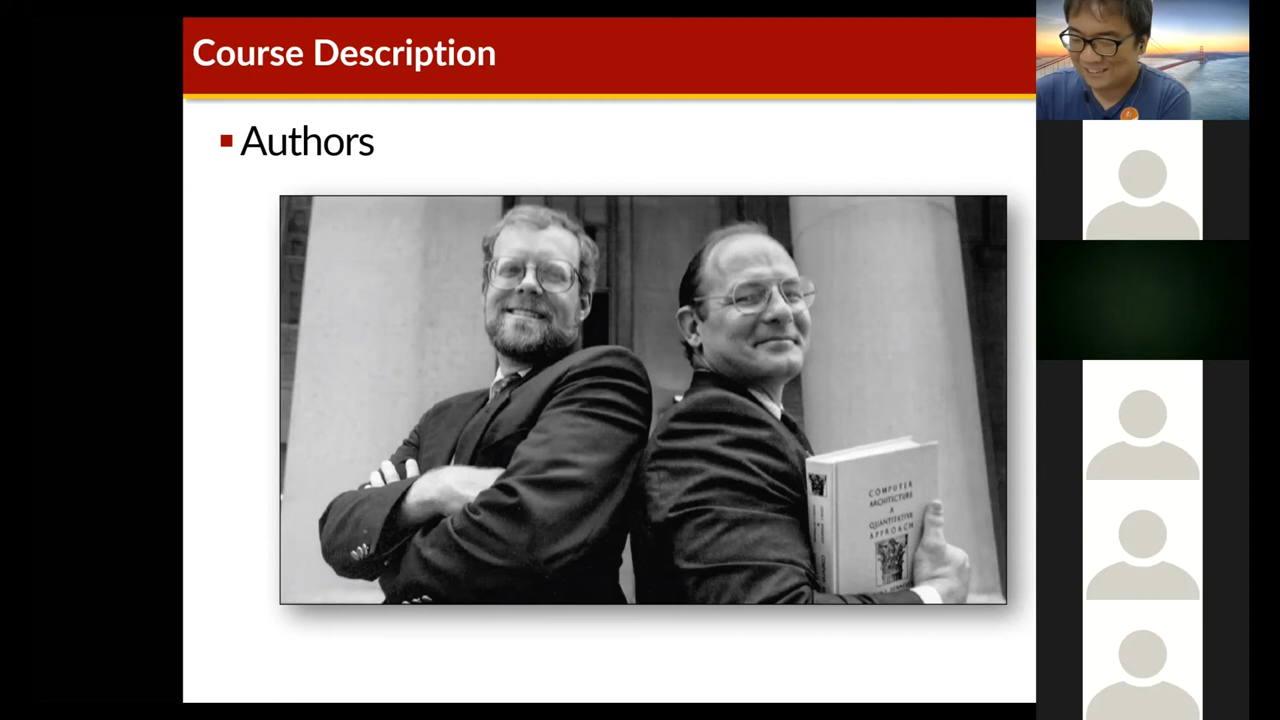 Course Description
Authors
COMPUTER
ARCHITECTURE
A
QUANTITATIVE
APPROACH